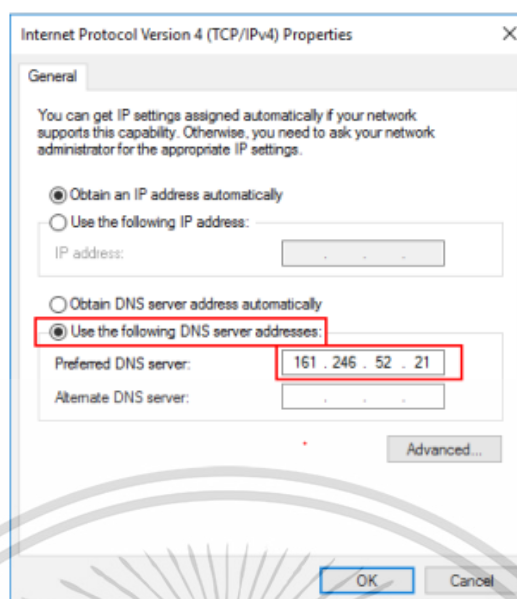 Internet Protocol Version 4 (TCP/IPv4) Properties
General
You can get IP settings assigned automatically if your network
supports this capability. Otherwise, you need to ask your network
administrator for the appropriate IP settings.
Obtain an IP address automatically
Use the following IP address:
IP address:
Obtain DNS server address automatically
Use the following DNS server addresses:
Preferred DNS server: 161 . 246 . 52 . 21
Alternate DNS server:
Advanced...
OK Cancel